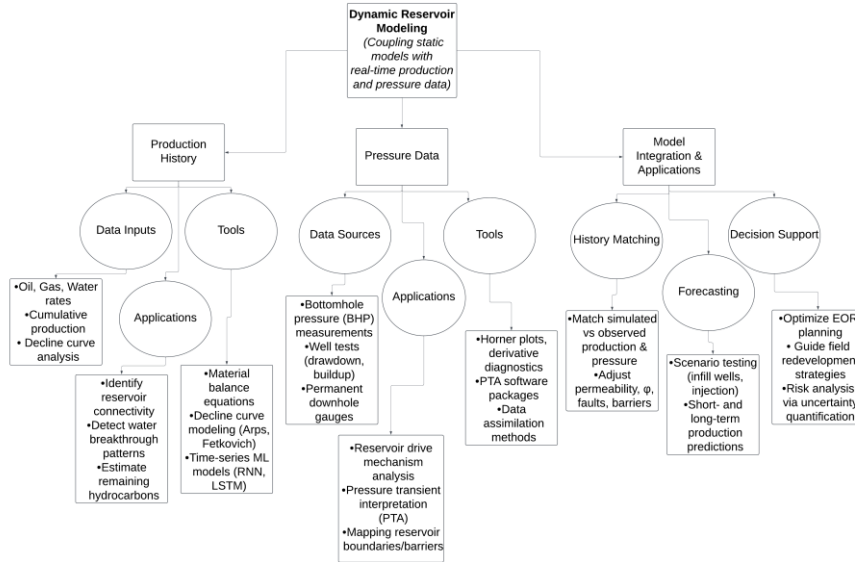 Dynamic Reservoir
Modeling
(Coupling static
models with
real-time production
and pressure data)
Production
History
Pressure Data
Model
Integration &
Applications
Data Inputs
Tools
Applications
•Oil, Gas, Water
rates
•Cumulative
production
• Decline curve
analysis
•Identify reservoir
connectivity
•Detect water
breakthrough
patterns
•Estimate
remaining
hydrocarbons
•Material
balance
equations
•Decline curve
modeling (Arps,
Fetkovich)
•Time-series ML
models (RNN,
LSTM)
Data Sources
Applications
Tools
•Bottomhole
pressure (BHP)
measurements
•Well tests
(drawdown,
buildup)
•Permanent
downhole
gauges
•Reservoir drive
mechanism
analysis
•Pressure transient
interpretation
(PTA)
•Mapping reservoir
boundaries/barriers
•Horner plots,
derivative
diagnostics
•PTA software
packages
•Data
assimilation
methods
History Matching
Forecasting
Decision Support
•Match simulated
vs observed
production &
pressure
•Adjust
permeability, φ,
faults, barriers
•Scenario testing
(infill wells,
injection)
•Short- and
long-term
production
predictions
•Optimize EOR
planning
• Guide field
redevelopment
strategies
•Risk analysis
via uncertainty
quantification